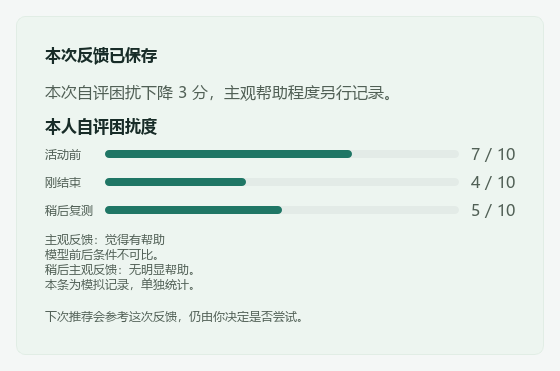 本次反馈已保存
本次自评困扰下降 3 分，主观帮助程度另行记录。
本人自评困扰度
活动前 7 / 10
刚结束 4 / 10
稍后复测 5 / 10
主观反馈：觉得有帮助
模型前后条件不可比。
稍后主观反馈：无明显帮助。
本条为模拟记录，单独统计。
下次推荐会参考这次反馈，仍由你决定是否尝试。